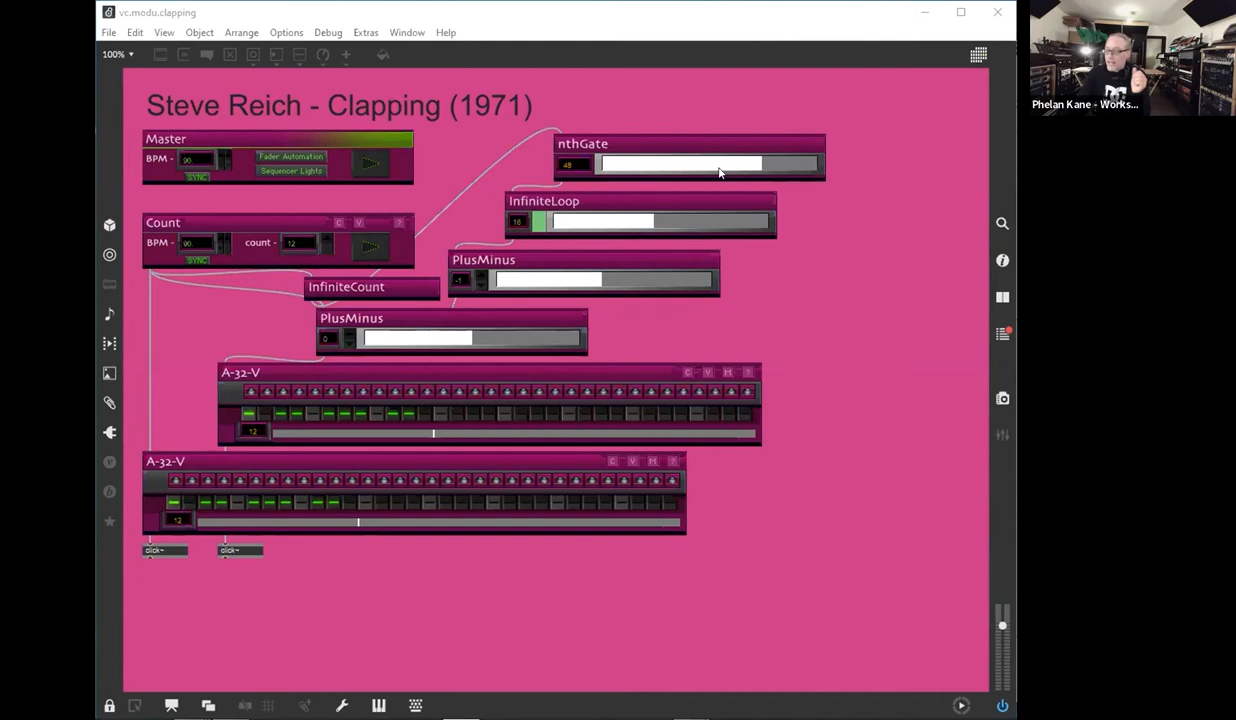 vc.modu.clapping
File Edit View Object Arrange Options Debug Extras Window Help
100%
Steve Reich - Clapping (1971)
Master
BPM - 90.
Fader Automation
Sequencer Lights
SYNC
nthGate
48
InfiniteLoop
16
Count C V ?
BPM - 90. count - 12
SYNC
PlusMinus
-1
InfiniteCount
PlusMinus
0
A-32-V C V M ?
12
A-32-V C V M ?
12
click~ click~
Phelan Kane - Works...